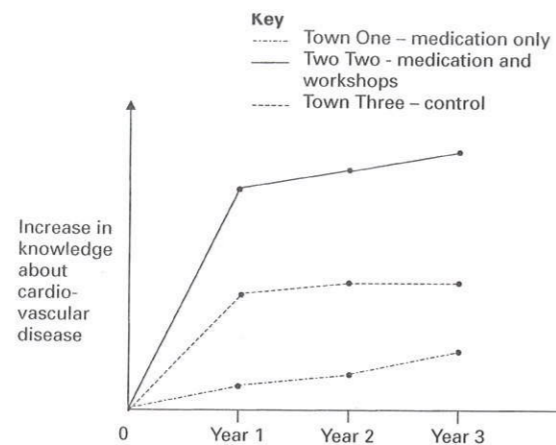 Key
Town One – medication only
Two Two - medication and
workshops
Town Three – control
Increase in
knowledge
about
cardio-
vascular
disease
0
Year 1
Year 2
Year 3